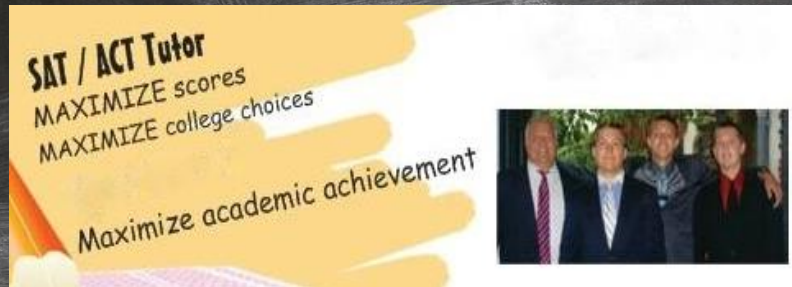 SAT / ACT Tutor
MAXIMIZE scores
MAXIMIZE college choices
Maximize academic achievement